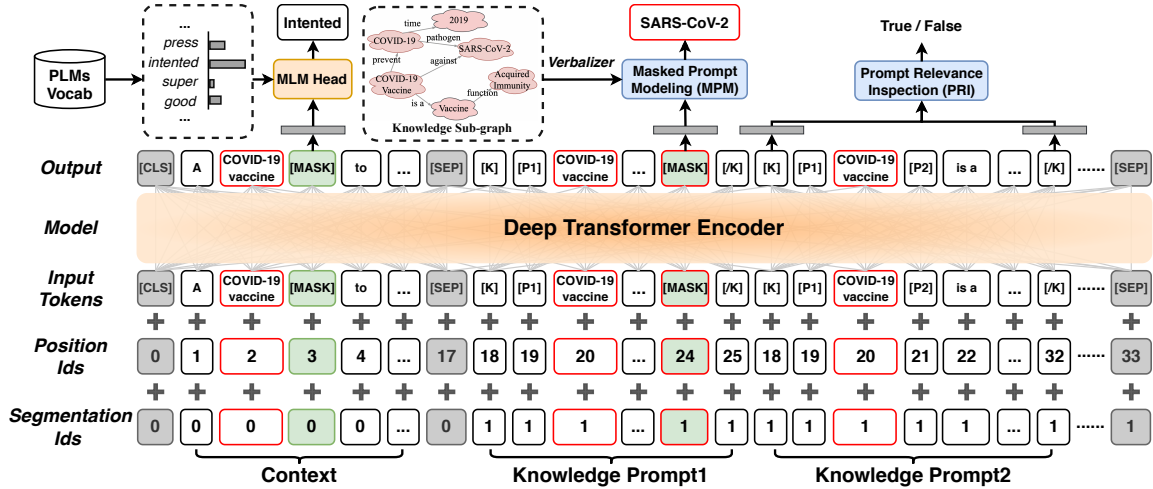 ...
press
intented
super
good
...
PLMs
Vocab
Intented
MLM Head
2019
time
COVID-19
pathogen
SARS-CoV-2
prevent
against
COVID-19
Vaccine
Acquired
Immunity
is a
function
Vaccine
Knowledge Sub-graph
Verbalizer
SARS-CoV-2
Masked Prompt
Modeling (MPM)
True / False
Prompt Relevance
Inspection (PRI)
Output [CLS] A COVID-19 vaccine [MASK] to ... [SEP] [K] [P1] COVID-19 vaccine ... [MASK] [/K] [K] [P1] COVID-19 vaccine [P2] is a ... [/K] ...... [SEP]
Model
Deep Transformer Encoder
Input
Tokens
[CLS] A COVID-19 vaccine [MASK] to ... [SEP] [K] [P1] COVID-19 vaccine ... [MASK] [/K] [K] [P1] COVID-19 vaccine [P2] is a ... [/K] ...... [SEP]
+ + + + + + + + + + + + + + + + + + + + + +
Position
Ids
0 1 2 3 4 ... 17 18 19 20 ... 24 25 18 19 20 21 22 ... 32 ...... 33
+ + + + + + + + + + + + + + + + + + + + + +
Segmentation
Ids
0 0 0 0 0 ... 0 1 1 1 ... 1 1 1 1 1 1 1 ... 1 ...... 1
Context
Knowledge Prompt1
Knowledge Prompt2